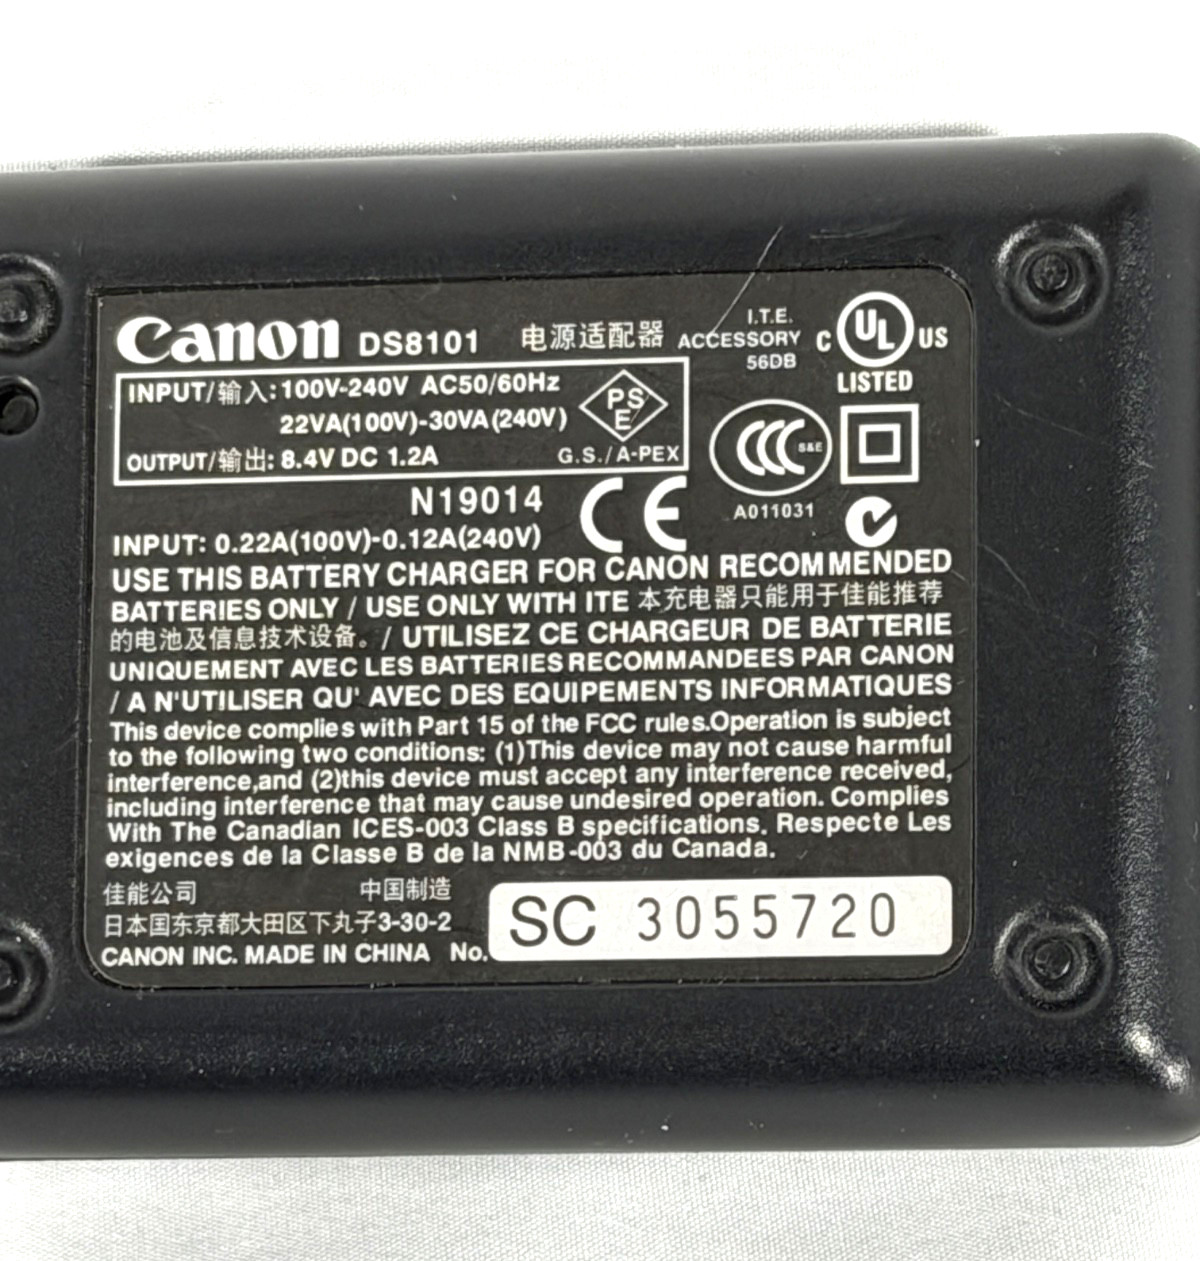 Canon DS8101 电源适配器
I.T.E.
ACCESSORY
56DB
C UL US
LISTED
INPUT/输入: 100V-240V AC50/60Hz
22VA(100V)-30VA(240V)
OUTPUT/输出: 8.4V DC 1.2A
PS
E
G.S./A-PEX
CCC S&E
A011031
N19014
CE
INPUT: 0.22A(100V)-0.12A(240V)
USE THIS BATTERY CHARGER FOR CANON RECOMMENDED
BATTERIES ONLY / USE ONLY WITH ITE 本充电器只能用于佳能推荐
的电池及信息技术设备。/ UTILISEZ CE CHARGEUR DE BATTERIE
UNIQUEMENT AVEC LES BATTERIES RECOMMANDEES PAR CANON
/ A N'UTILISER QU' AVEC DES EQUIPEMENTS INFORMATIQUES
This device complies with Part 15 of the FCC rules.Operation is subject
to the following two conditions: (1)This device may not cause harmful
interference,and (2)this device must accept any interference received,
including interference that may cause undesired operation. Complies
With The Canadian ICES-003 Class B specifications. Respecte Les
exigences de la Classe B de la NMB-003 du Canada.
佳能公司 中国制造
日本国东京都大田区下丸子3-30-2
CANON INC. MADE IN CHINA No. SC 3055720